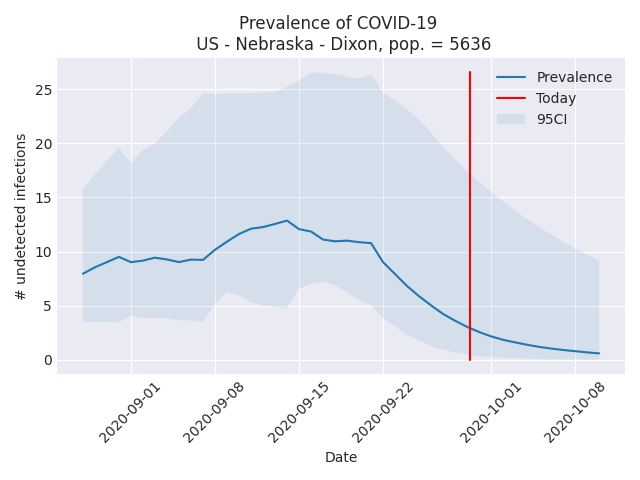 Prevalence of COVID-19
US - Nebraska - Dixon, pop. = 5636
Prevalence
Today
95CI
# undetected infections
25
20
15
10
5
0
2020-09-01
2020-09-08
2020-09-15
2020-09-22
2020-10-01
2020-10-08
Date